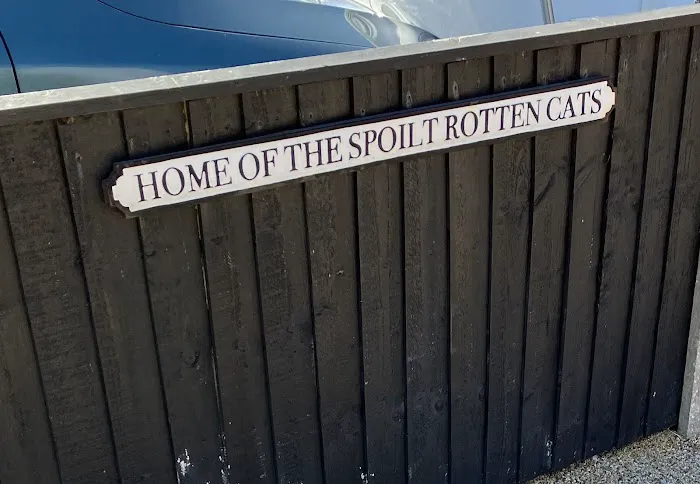 HOME OF THE SPOILT ROTTEN CATS